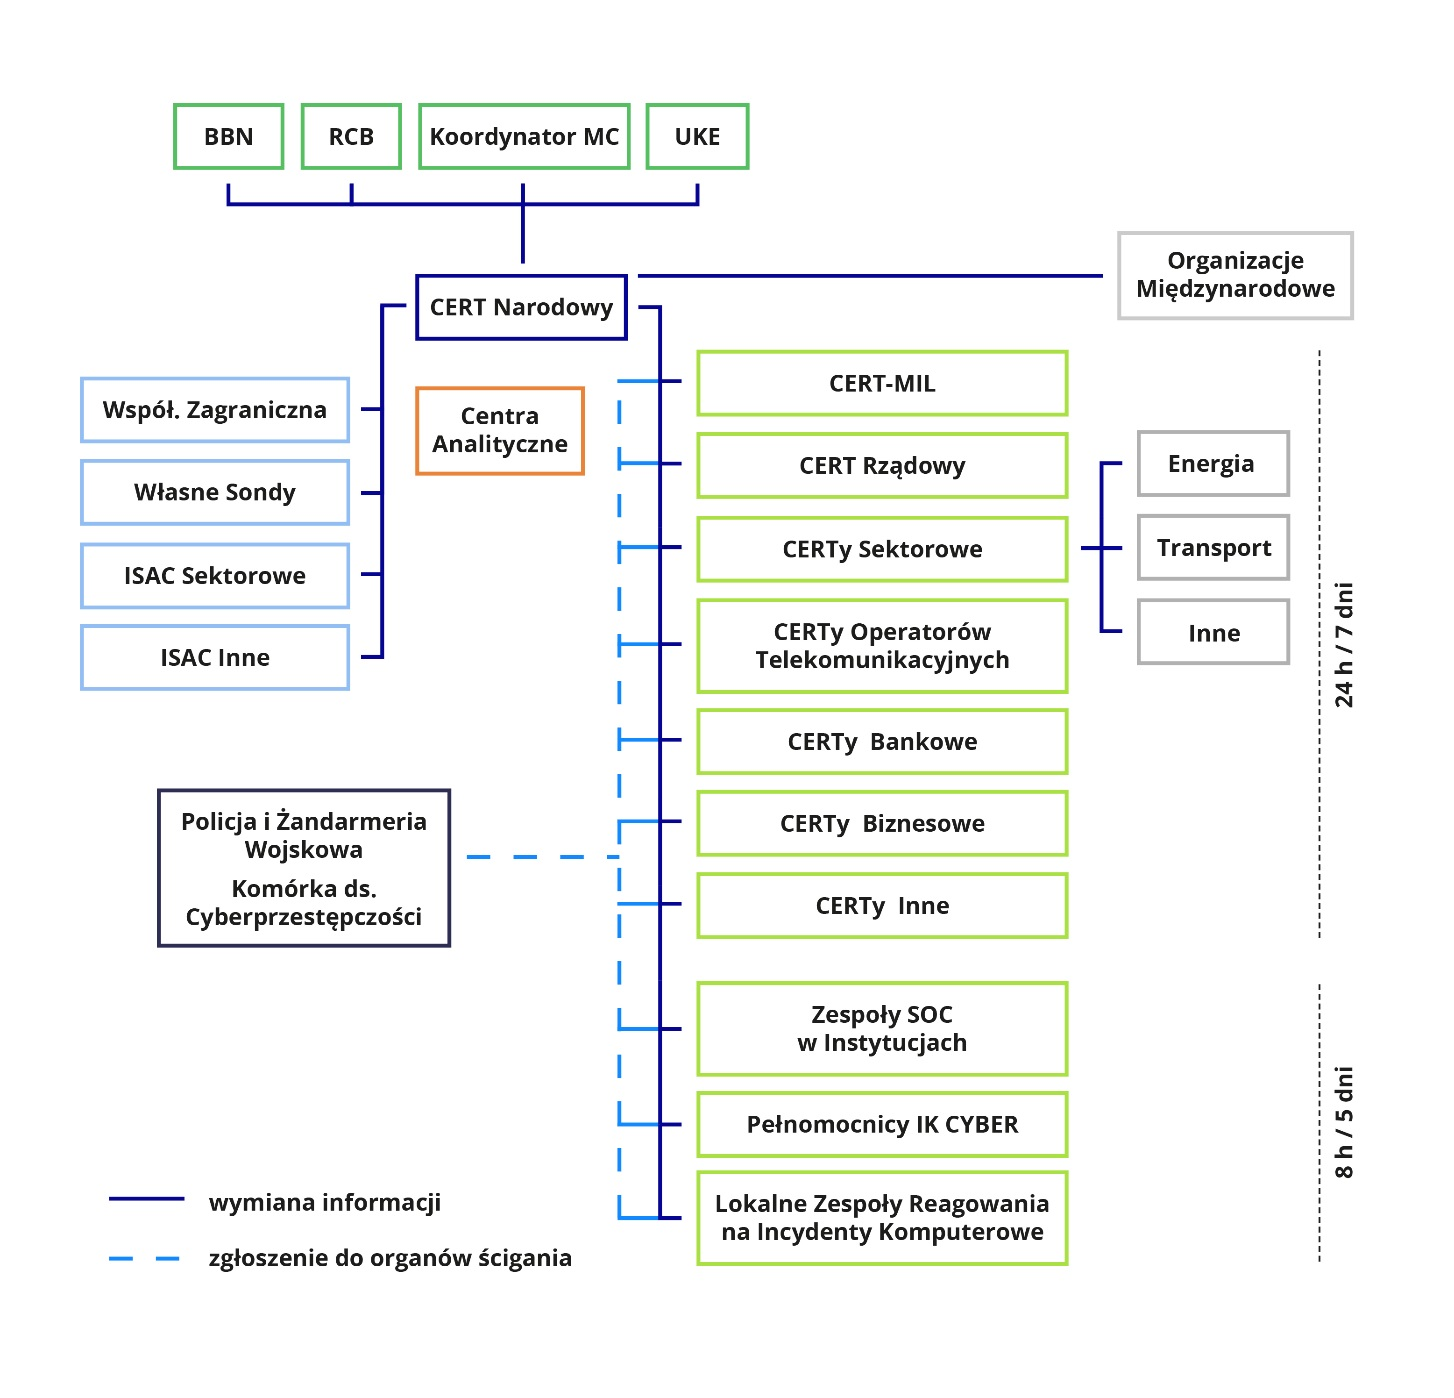 BBN
RCB
Koordynator MC
UKE
CERT Narodowy
Organizacje
Międzynarodowe
Współ. Zagraniczna
Własne Sondy
ISAC Sektorowe
ISAC Inne
Centra
Analityczne
CERT-MIL
CERT Rządowy
CERTy Sektorowe
CERTy Operatorów
Telekomunikacyjnych
CERTy  Bankowe
CERTy  Biznesowe
CERTy  Inne
Energia
Transport
Inne
24 h / 7 dni
Policja i Żandarmeria
Wojskowa
Komórka ds.
Cyberprzestępczości
Zespoły SOC
w Instytucjach
Pełnomocnicy IK CYBER
Lokalne Zespoły Reagowania
na Incydenty Komputerowe
8 h / 5 dni
wymiana informacji
zgłoszenie do organów ścigania